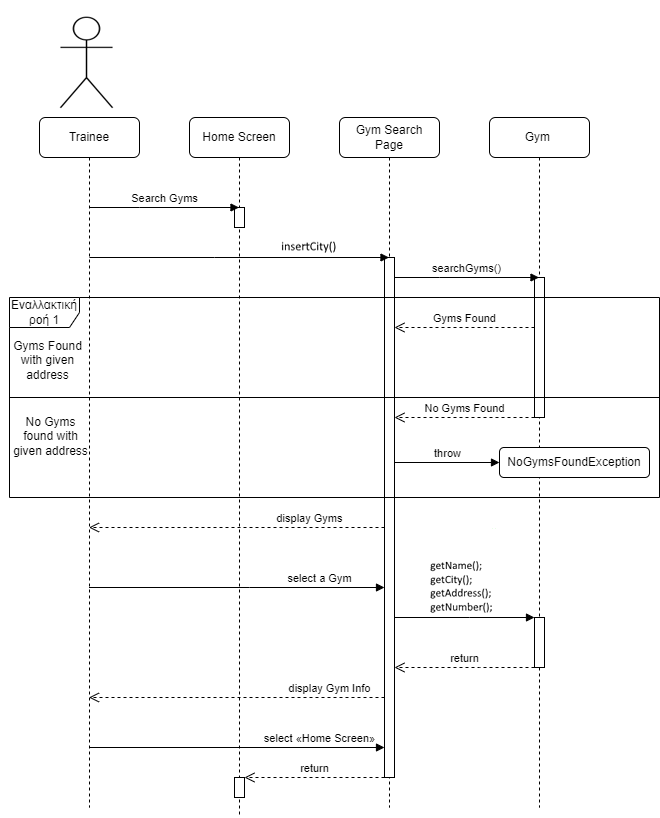 Trainee
Home Screen
Gym Search
Page
Gym
Search Gyms
insertCity()
searchGyms()
Εναλλακτική
ροή 1
Gyms Found
Gyms Found
with given
address
No Gyms Found
No Gyms
found with
given address
throw
NoGymsFoundException
display Gyms
select a Gym
getName();
getCity();
getAddress();
getNumber();
return
display Gym Info
select «Home Screen»
return